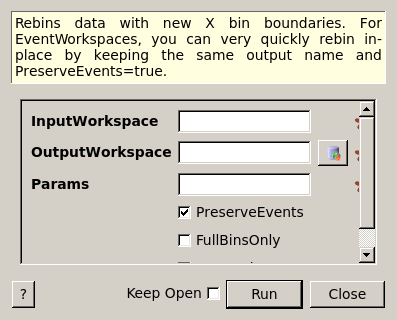 Rebins data with new X bin boundaries. For
EventWorkspaces, you can very quickly rebin in-
place by keeping the same output name and
PreserveEvents=true.
InputWorkspace
OutputWorkspace
Params
PreserveEvents
FullBinsOnly
?
Keep Open
Run
Close